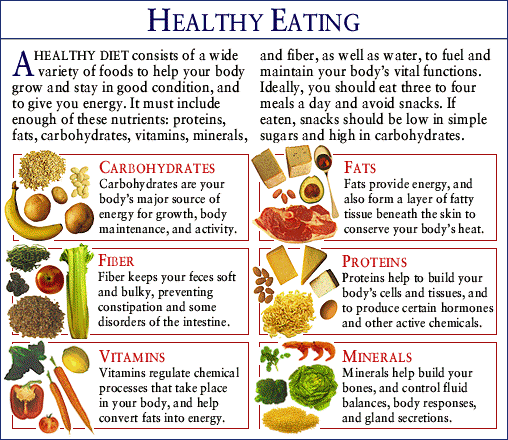 HEALTHY EATING
A HEALTHY DIET consists of a wide
variety of foods to help your body
grow and stay in good condition, and
to give you energy. It must include
enough of these nutrients: proteins,
fats, carbohydrates, vitamins, minerals,
and fiber, as well as water, to fuel and
maintain your body's vital functions.
Ideally, you should eat three to four
meals a day and avoid snacks. If
eaten, snacks should be low in simple
sugars and high in carbohydrates.
CARBOHYDRATES
Carbohydrates are your
body's major source of
energy for growth, body
maintenance, and activity.
FATS
Fats provide energy, and
also form a layer of fatty
tissue beneath the skin to
conserve your body's heat.
FIBER
Fiber keeps your feces soft
and bulky, preventing
constipation and some
disorders of the intestine.
PROTEINS
Proteins help to build your
body's cells and tissues, and
to produce certain hormones
and other active chemicals.
VITAMINS
Vitamins regulate chemical
processes that take place
in your body, and help
convert fats into energy.
MINERALS
Minerals help build your
bones, and control fluid
balances, body responses,
and gland secretions.